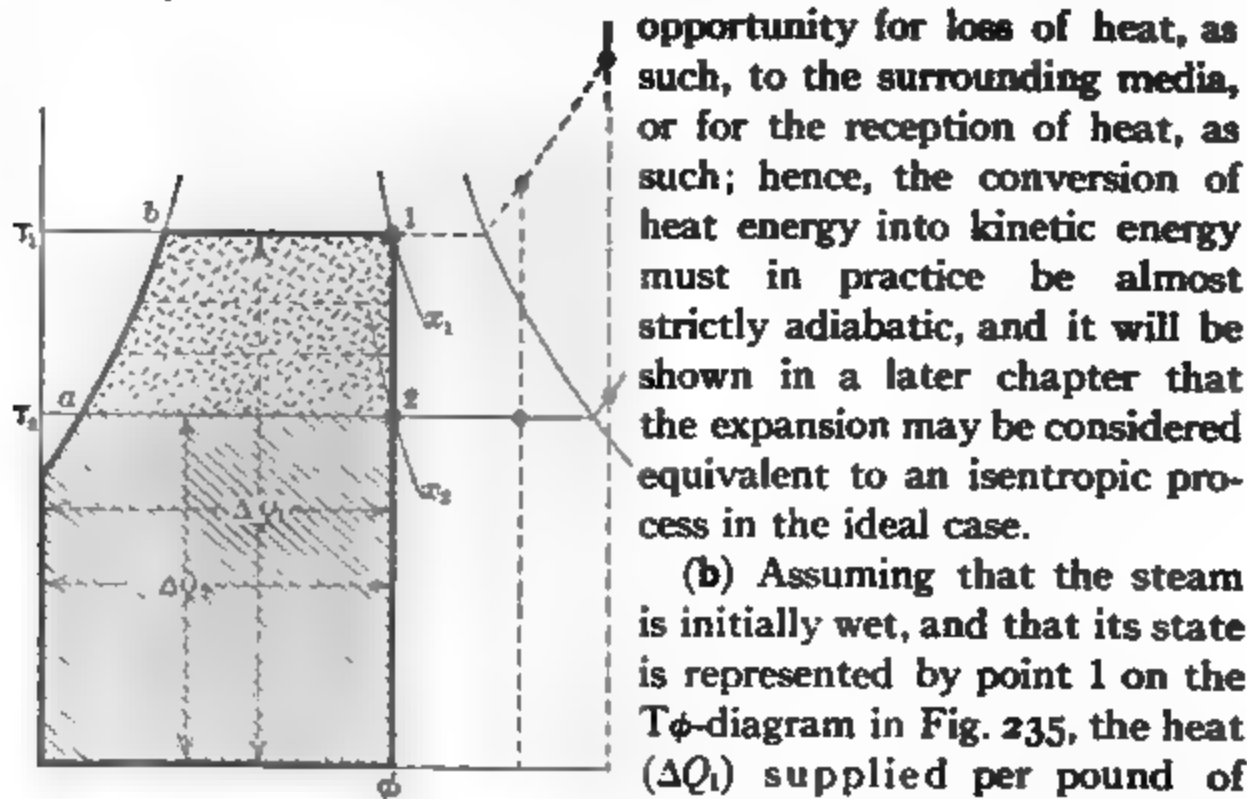 opportunity for loss of heat, as
such, to the surrounding media,
or for the reception of heat, as
such; hence, the conversion of
heat energy into kinetic energy
must in practice be almost
strictly adiabatic, and it will be
shown in a later chapter that
the expansion may be considered
equivalent to an isentropic pro-
cess in the ideal case.
(b) Assuming that the steam
is initially wet, and that its state
is represented by point 1 on the
Tϕ-diagram in Fig. 235, the heat
(ΔQ₁) supplied per pound of
b
1
T₁
x₁
a
2
T₂
x₂
ΔQ₁
ΔQ₂
ϕ